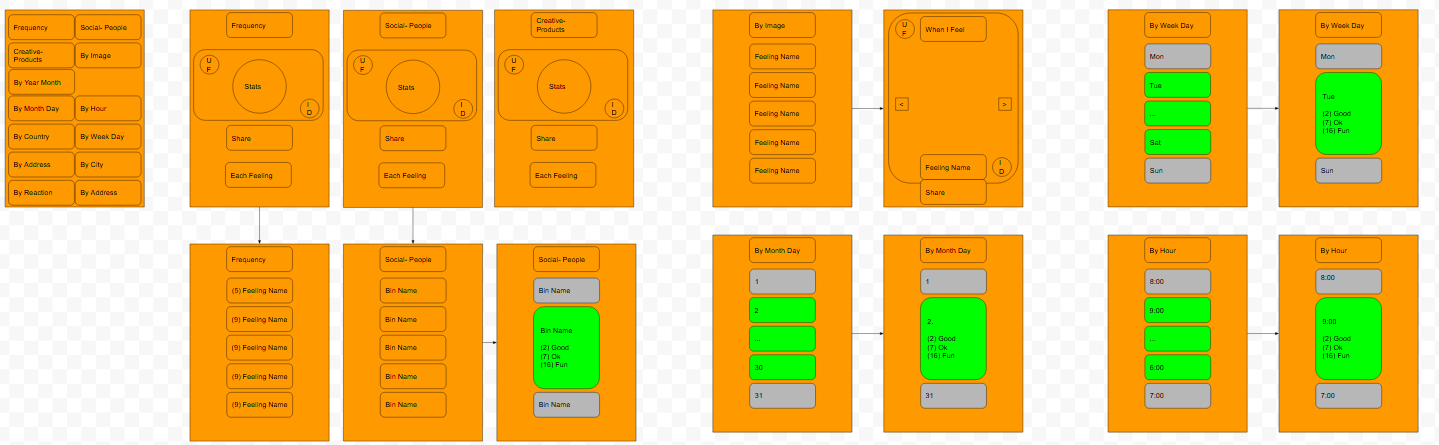 Frequency
Social- People
Creative-
Products
By Image
By Year Month
By Month Day
By Hour
By Country
By Week Day
By Address
By City
By Reaction
By Address
Frequency
U
F
Stats
I
D
Share
Each Feeling
Social- People
U
F
Stats
I
D
Share
Each Feeling
Creative-
Products
U
F
Stats
I
D
Share
Each Feeling
Frequency
(5) Feeling Name
(9) Feeling Name
(9) Feeling Name
(9) Feeling Name
(9) Feeling Name
Social- People
Bin Name
Bin Name
Bin Name
Bin Name
Bin Name
Social- People
Bin Name
Bin Name
(2) Good
(7) Ok
(16) Fun
Bin Name
By Image
Feeling Name
Feeling Name
Feeling Name
Feeling Name
Feeling Name
U
F
When I Feel
<
>
Feeling Name
I
D
Share
By Month Day
1
2
...
30
31
By Month Day
1
2.
(2) Good
(7) Ok
(16) Fun
31
By Week Day
Mon
Tue
...
Sat
Sun
By Week Day
Mon
Tue
(2) Good
(7) Ok
(16) Fun
Sun
By Hour
8:00
9:00
...
6:00
7:00
By Hour
8:00
9:00
(2) Good
(7) Ok
(16) Fun
7:00